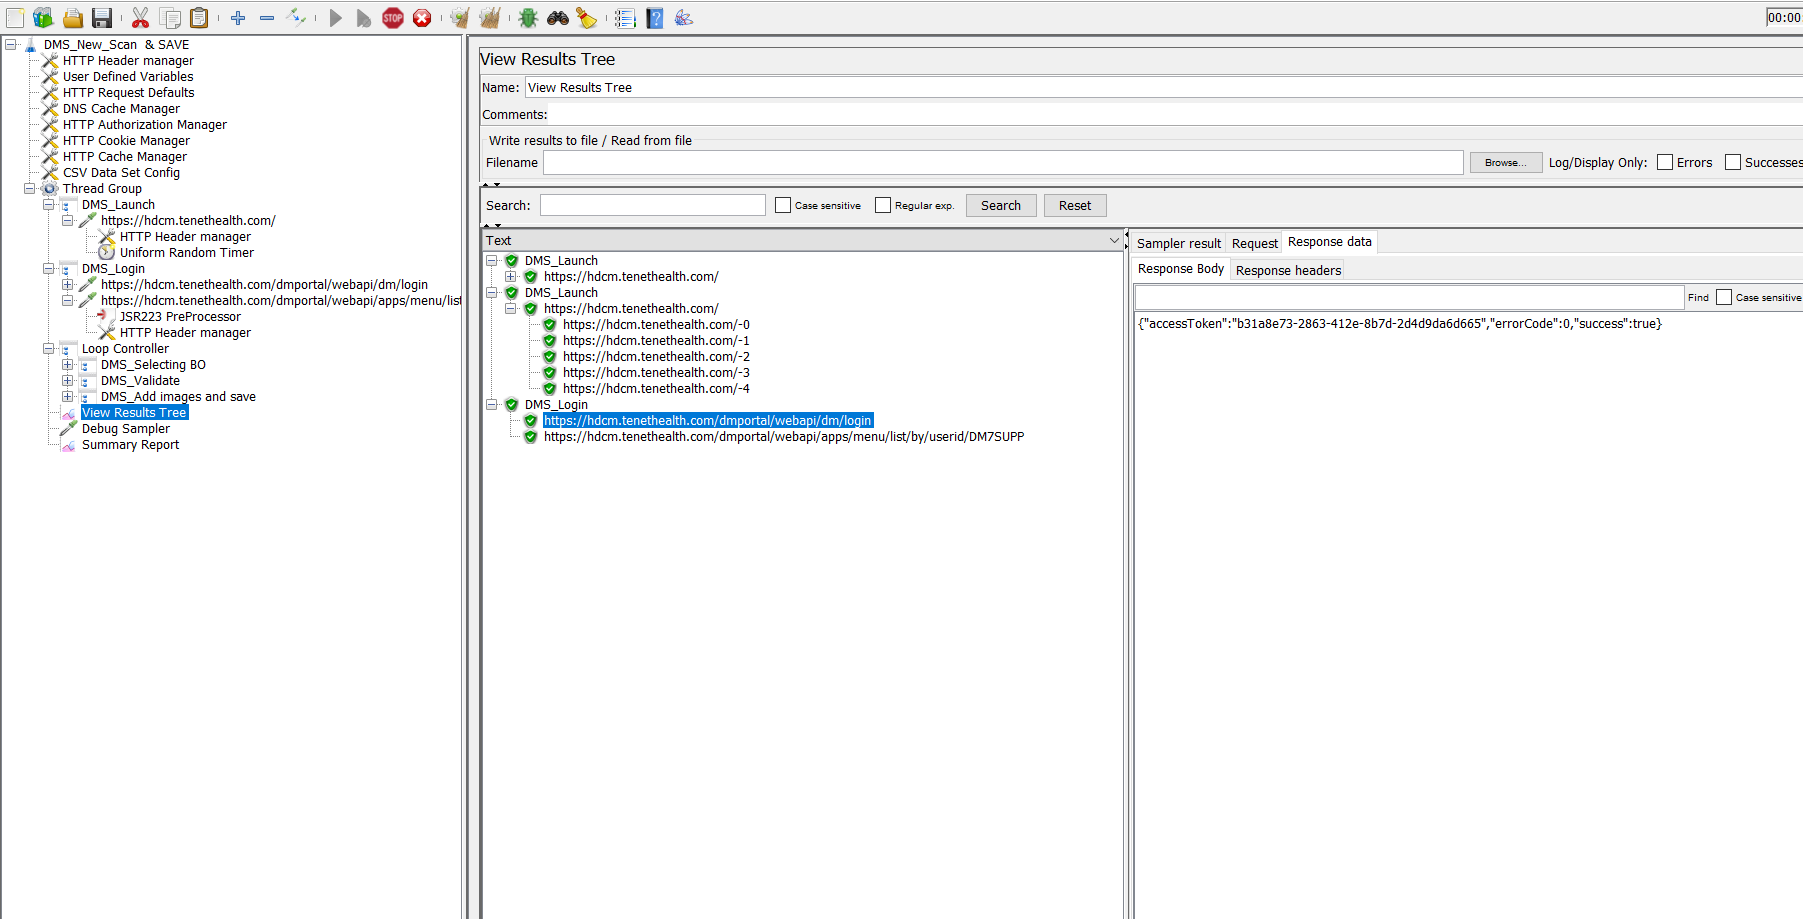 00:00:
DMS_New_Scan & SAVE
HTTP Header manager
User Defined Variables
HTTP Request Defaults
DNS Cache Manager
HTTP Authorization Manager
HTTP Cookie Manager
HTTP Cache Manager
CSV Data Set Config
Thread Group
DMS_Launch
https://hdcm.tenethealth.com/
HTTP Header manager
Uniform Random Timer
DMS_Login
https://hdcm.tenethealth.com/dmportal/webapi/dm/login
https://hdcm.tenethealth.com/dmportal/webapi/apps/menu/list
JSR223 PreProcessor
HTTP Header manager
Loop Controller
DMS_Selecting BO
DMS_Validate
DMS_Add images and save
View Results Tree
Debug Sampler
Summary Report
View Results Tree
Name: View Results Tree
Comments:
Write results to file / Read from file
Filename Browse... Log/Display Only: Errors Successes
Search: Case sensitive Regular exp. Search Reset
Text
DMS_Launch
https://hdcm.tenethealth.com/
DMS_Launch
https://hdcm.tenethealth.com/
https://hdcm.tenethealth.com/-0
https://hdcm.tenethealth.com/-1
https://hdcm.tenethealth.com/-2
https://hdcm.tenethealth.com/-3
https://hdcm.tenethealth.com/-4
DMS_Login
https://hdcm.tenethealth.com/dmportal/webapi/dm/login
https://hdcm.tenethealth.com/dmportal/webapi/apps/menu/list/by/userid/DM7SUPP
Sampler result Request Response data
Response Body Response headers
Find Case sensitive
{"accessToken":"b31a8e73-2863-412e-8b7d-2d4d9da6d665","errorCode":0,"success":true}
STOP